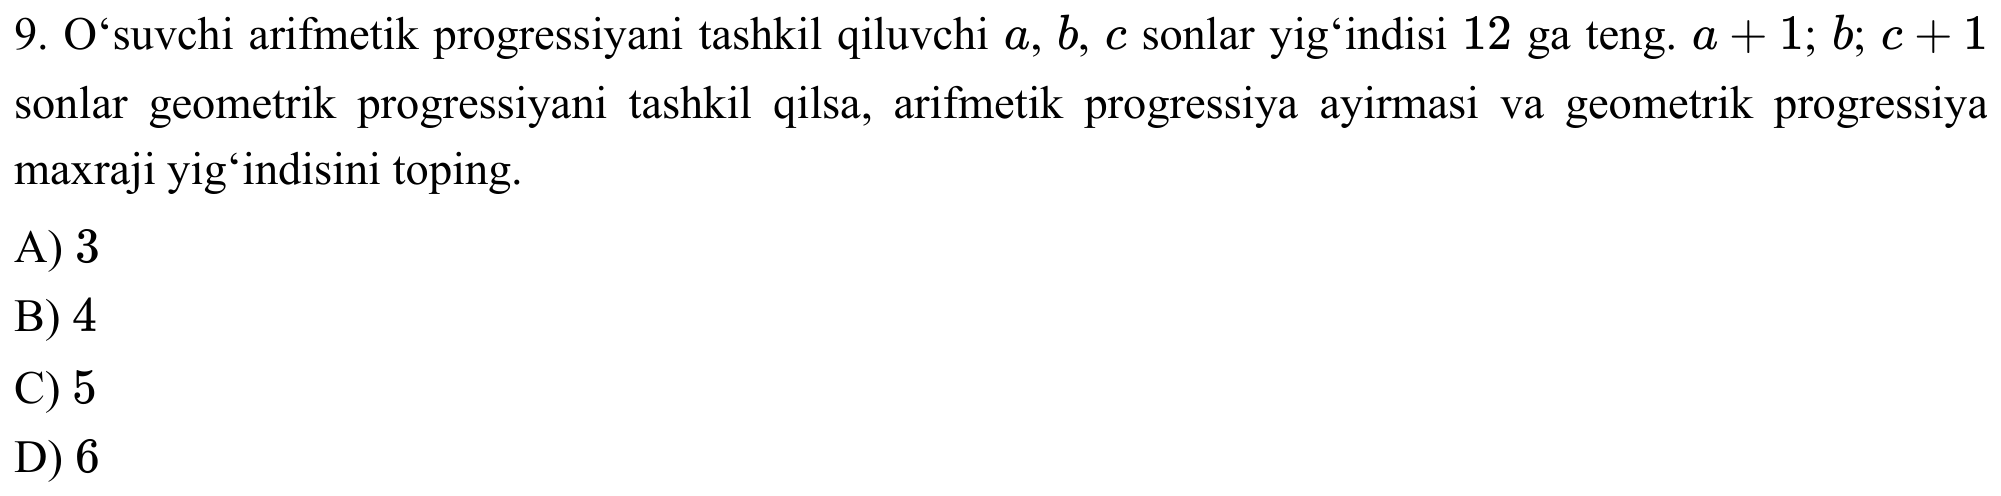 9. O‘suvchi arifmetik progressiyani tashkil qiluvchi a, b, c sonlar yig‘indisi 12 ga teng. a + 1; b; c + 1
sonlar geometrik progressiyani tashkil qilsa, arifmetik progressiya ayirmasi va geometrik progressiya
maxraji yig‘indisini toping.
A) 3
B) 4
C) 5
D) 6